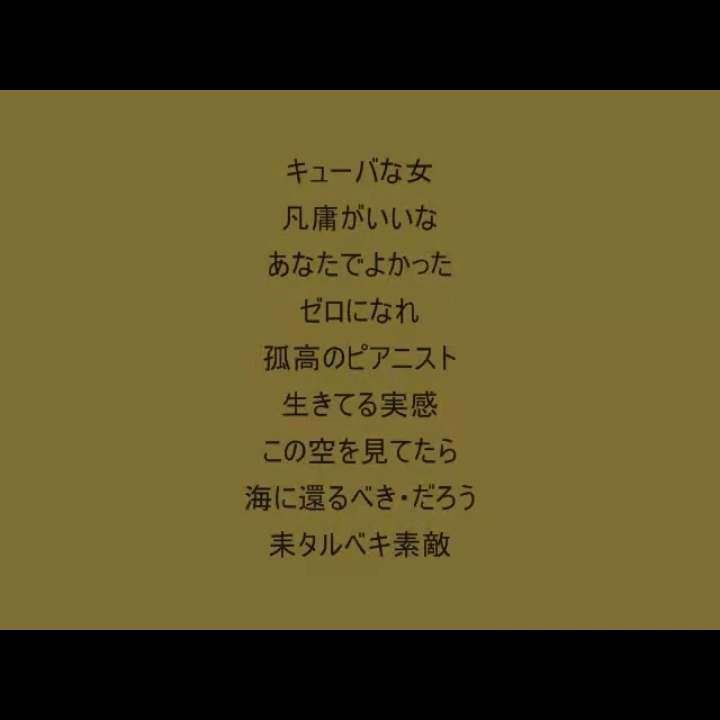 キューバな女
凡庸がいいな
あなたでよかった
ゼロになれ
孤高のピアニスト
生きてる実感
この空を見てたら
海に還るべき・だろう
耒タルベキ素敵